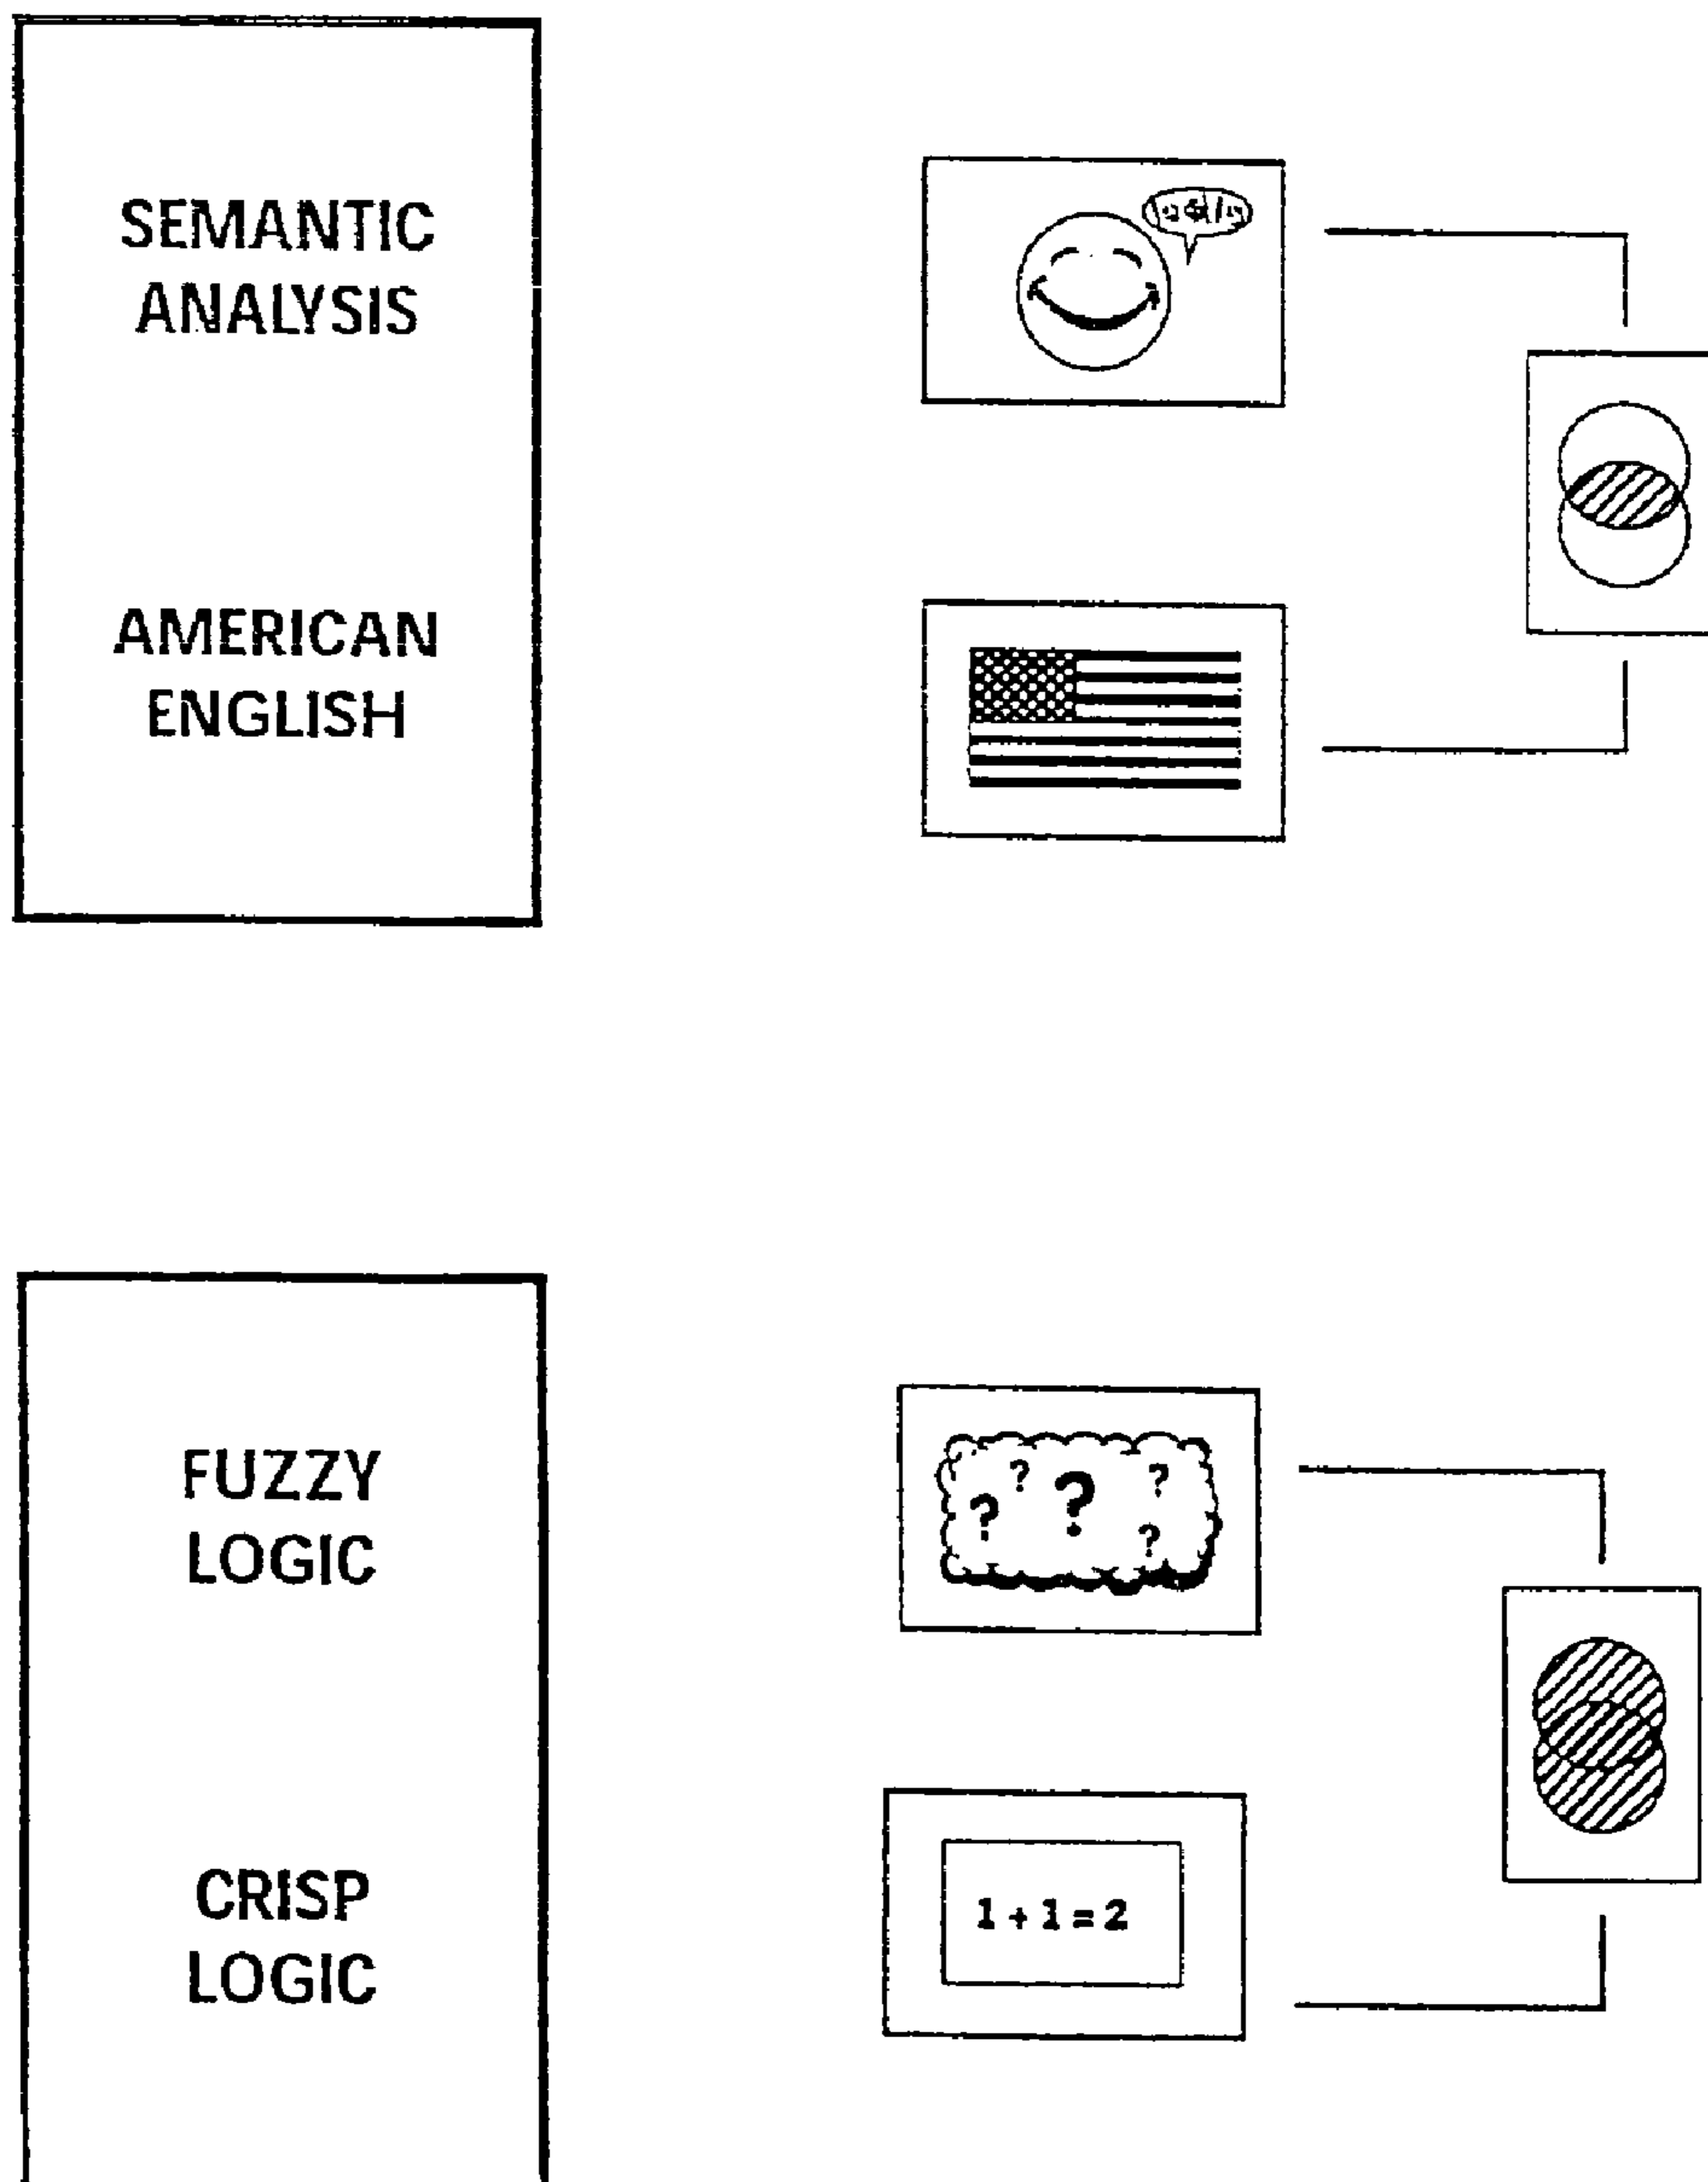 SEMANTIC
ANALYSIS
AMERICAN
ENGLISH
FUZZY
LOGIC
? ? ? ? ?
CRISP
LOGIC
1 + 1 = 2